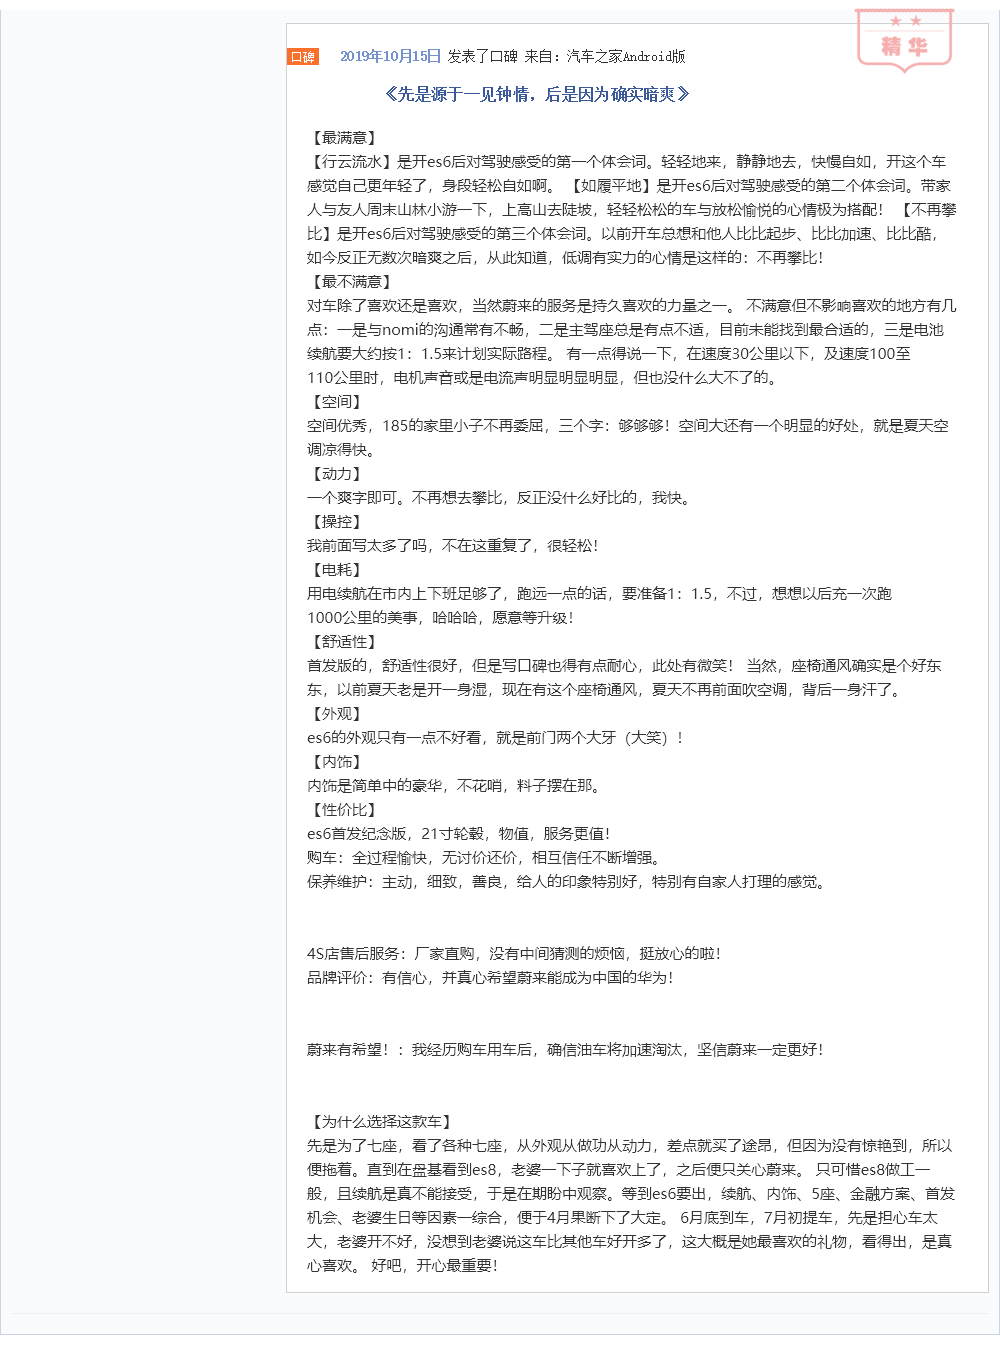 精华
口碑 2019年10月15日 发表了口碑 来自：汽车之家Android版
《先是源于一见钟情，后是因为确实暗爽》
【最满意】
【行云流水】是开es6后对驾驶感受的第一个体会词。轻轻地来，静静地去，快慢自如，开这个车
感觉自己更年轻了，身段轻松自如啊。 【如履平地】是开es6后对驾驶感受的第二个体会词。带家
人与友人周末山林小游一下，上高山去陡坡，轻轻松松的车与放松愉悦的心情极为搭配！ 【不再攀
比】是开es6后对驾驶感受的第三个体会词。以前开车总想和他人比比起步、比比加速、比比酷，
如今反正无数次暗爽之后，从此知道，低调有实力的心情是这样的：不再攀比！
【最不满意】
对车除了喜欢还是喜欢，当然蔚来的服务是持久喜欢的力量之一。 不满意但不影响喜欢的地方有几
点：一是与nomi的沟通常有不畅，二是主驾座总是有点不适，目前未能找到最合适的，三是电池
续航要大约按1：1.5来计划实际路程。 有一点得说一下，在速度30公里以下，及速度100至
110公里时，电机声音或是电流声明显明显明显，但也没什么大不了的。
【空间】
空间优秀，185的家里小子不再委屈，三个字：够够够！空间大还有一个明显的好处，就是夏天空
调凉得快。
【动力】
一个爽字即可。不再想去攀比，反正没什么好比的，我快。
【操控】
我前面写太多了吗，不在这重复了，很轻松！
【电耗】
用电续航在市内上下班足够了，跑远一点的话，要准备1：1.5，不过，想想以后充一次跑
1000公里的美事，哈哈哈，愿意等升级！
【舒适性】
首发版的，舒适性很好，但是写口碑也得有点耐心，此处有微笑！ 当然，座椅通风确实是个好东
东，以前夏天老是开一身湿，现在有这个座椅通风，夏天不再前面吹空调，背后一身汗了。
【外观】
es6的外观只有一点不好看，就是前门两个大牙（大笑）！
【内饰】
内饰是简单中的豪华，不花哨，料子摆在那。
【性价比】
es6首发纪念版，21寸轮毂，物值，服务更值！
购车：全过程愉快，无讨价还价，相互信任不断增强。
保养维护：主动，细致，善良，给人的印象特别好，特别有自家人打理的感觉。
4S店售后服务：厂家直购，没有中间猜测的烦恼，挺放心的啦！
品牌评价：有信心，并真心希望蔚来能成为中国的华为！
蔚来有希望！：我经历购车用车后，确信油车将加速淘汰，坚信蔚来一定更好！
【为什么选择这款车】
先是为了七座，看了各种七座，从外观从做功从动力，差点就买了途昂，但因为没有惊艳到，所以
便拖着。直到在盘基看到es8，老婆一下子就喜欢上了，之后便只关心蔚来。 只可惜es8做工一
般，且续航是真不能接受，于是在期盼中观察。等到es6要出，续航、内饰、5座、金融方案、首发
机会、老婆生日等因素一综合，便于4月果断下了大定。 6月底到车，7月初提车，先是担心车太
大，老婆开不好，没想到老婆说这车比其他车好开多了，这大概是她最喜欢的礼物，看得出，是真
心喜欢。 好吧，开心最重要！